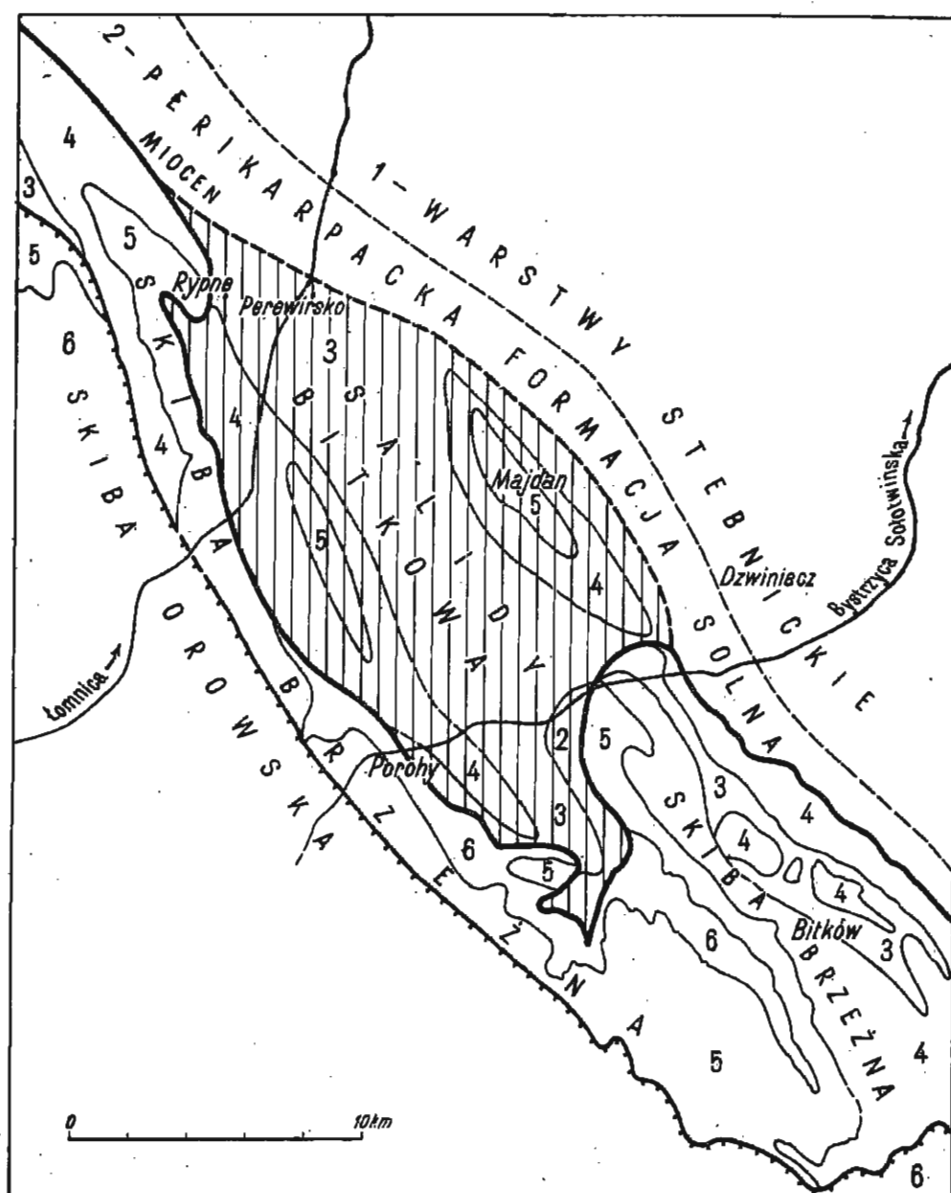 2 – PERIKARPACKA FORMACJA SOLNA
1 – WARSTWY STEBNICKIE
MIOCEN
4
3
5
5
Rypne
Perewirsko
6
3
SKIBA BRZEŻNA
SKIBA OROWSKA
SALIDY
BITKOWA
4
4
Majdan
5
5
4
Dzwiniacz
Bystrzyca Sołotwińska →
Łomnica →
2
5
Porohy
4
3
3
4
SKIBA BRZEŻNA
4
4
6
5
Bitków
3
6
5
4
0 10km
6